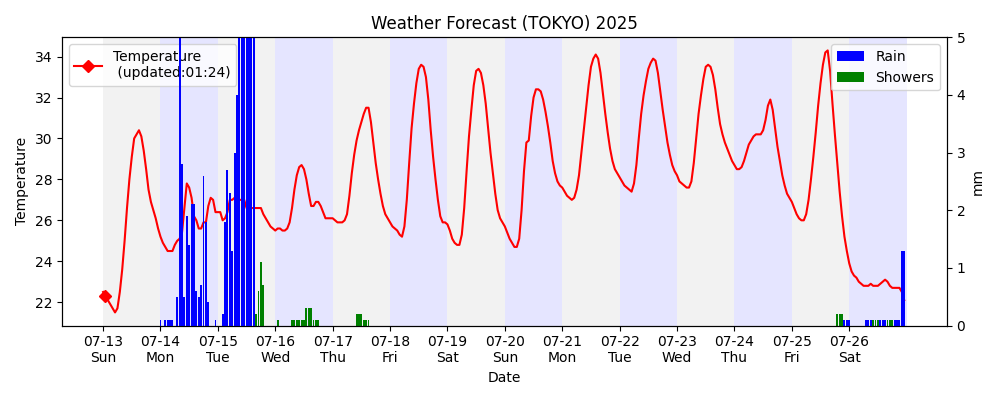 Weather Forecast (TOKYO) 2025
Temperature
(updated:01:24)
Rain
Showers
Temperature
34
32
30
28
26
24
22
5
4
3
2
1
0
mm
07-13 07-14 07-15 07-16 07-17 07-18 07-19 07-20 07-21 07-22 07-23 07-24 07-25 07-26
Sun Mon Tue Wed Thu Fri Sat Sun Mon Tue Wed Thu Fri Sat
Date